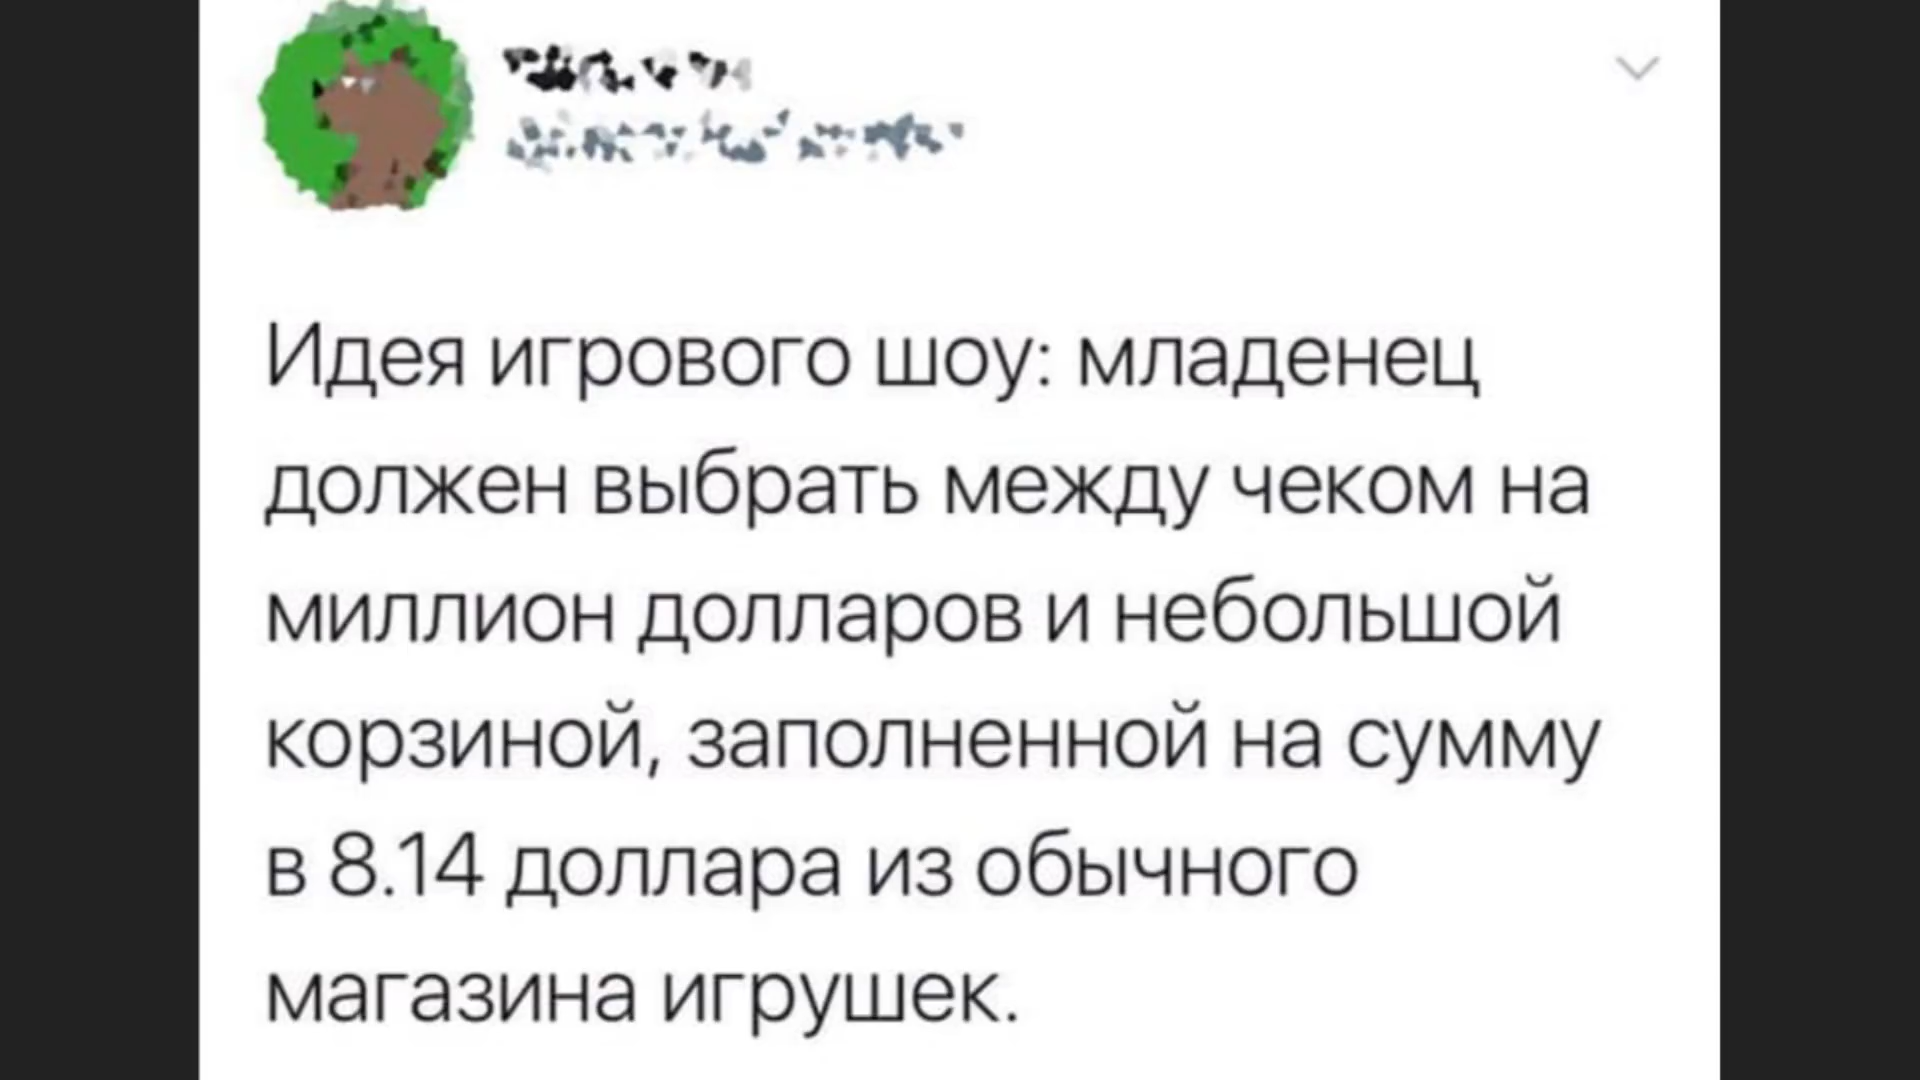 Идея игрового шоу: младенец
должен выбрать между чеком на
миллион долларов и небольшой
корзиной, заполненной на сумму
в 8.14 доллара из обычного
магазина игрушек.